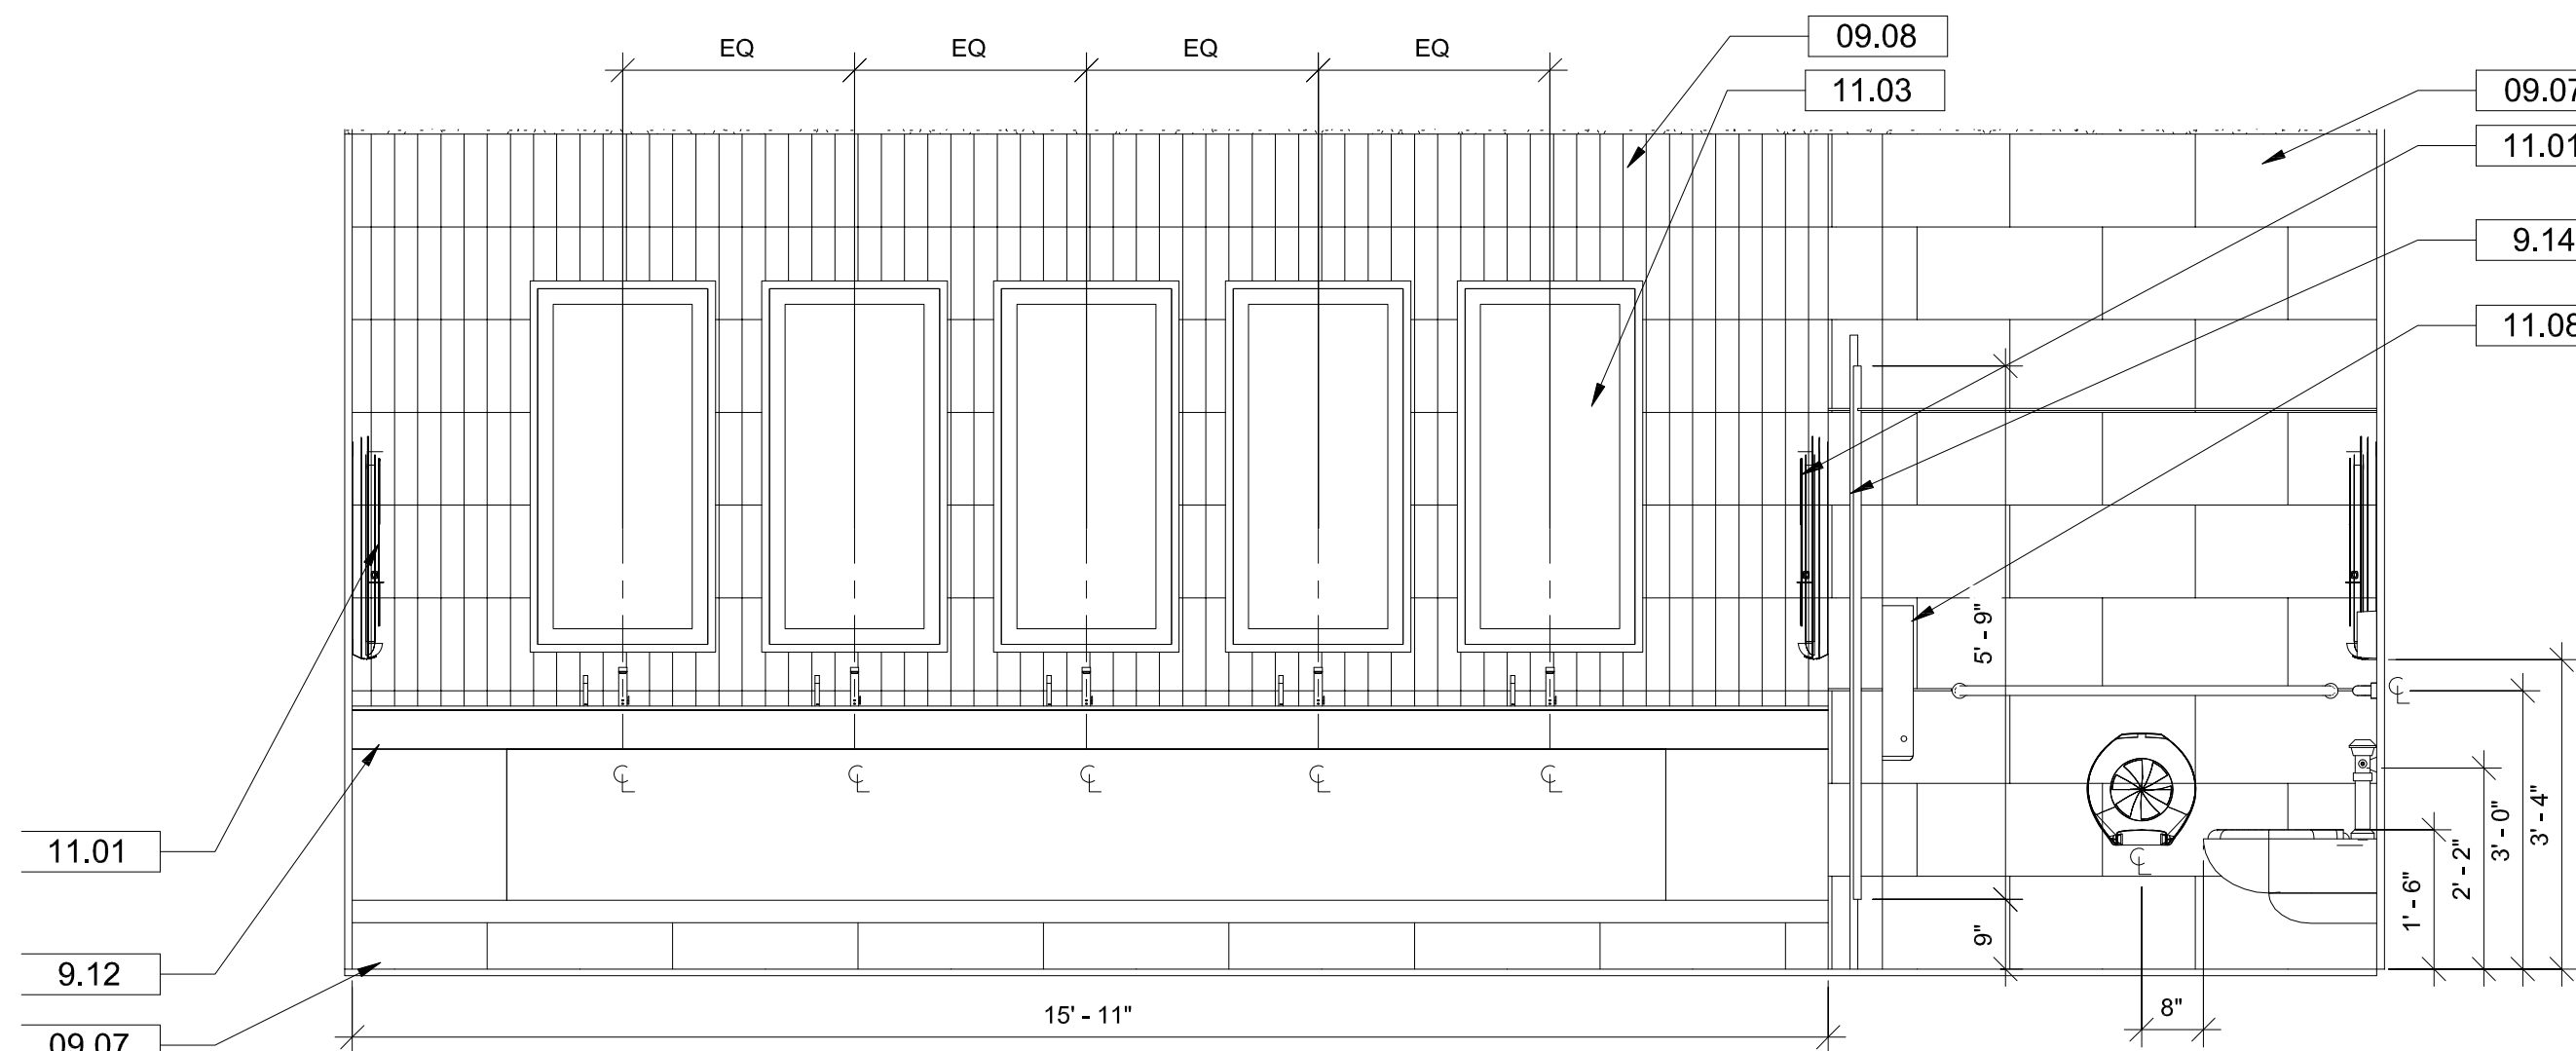 EQ EQ EQ EQ
09.08
11.03
09.07
11.01
9.14
11.08
5' - 9"
9"
11.01
9.12
09.07
15' - 11"
8"
1' - 6"
2' - 2"
3' - 0"
3' - 4"
℄ ℄ ℄ ℄ ℄
℄
℄